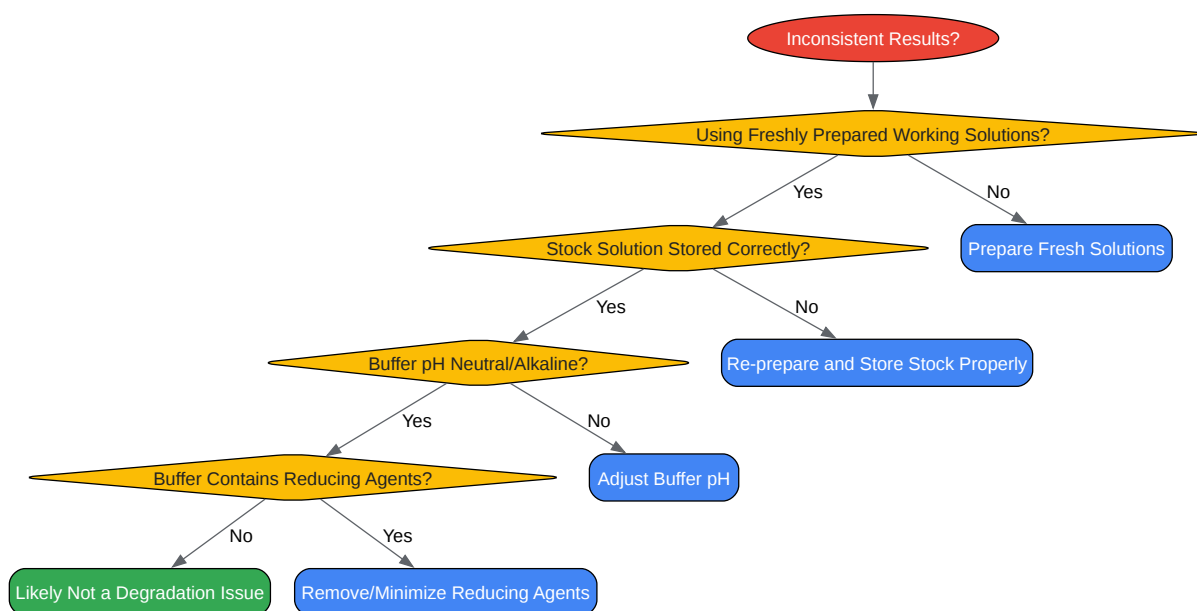 Inconsistent Results?
Using Freshly Prepared Working Solutions?
Yes
No
Stock Solution Stored Correctly?
Prepare Fresh Solutions
Yes
No
Buffer pH Neutral/Alkaline?
Re-prepare and Store Stock Properly
Yes
No
Buffer Contains Reducing Agents?
Adjust Buffer pH
No
Yes
Likely Not a Degradation Issue
Remove/Minimize Reducing Agents